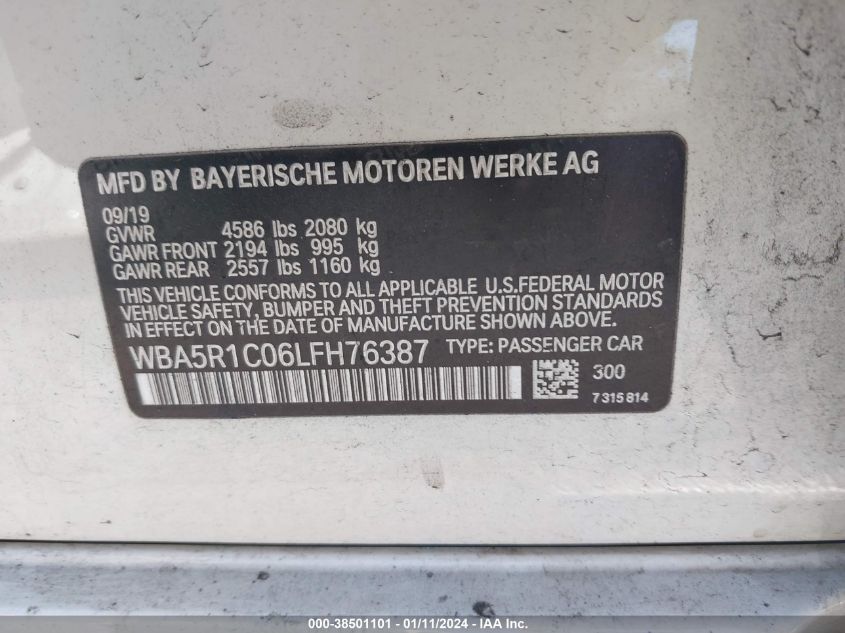 MFD BY BAYERISCHE MOTOREN WERKE AG
09/19
GVWR 4586 lbs 2080 kg
GAWR FRONT 2194 lbs 995 kg
GAWR REAR 2557 lbs 1160 kg
THIS VEHICLE CONFORMS TO ALL APPLICABLE U.S.FEDERAL MOTOR
VEHICLE SAFETY, BUMPER AND THEFT PREVENTION STANDARDS
IN EFFECT ON THE DATE OF MANUFACTURE SHOWN ABOVE.
WBA5R1C06LFH76387 TYPE: PASSENGER CAR
300
7315814
000-38501101 - 01/11/2024 - IAA Inc.